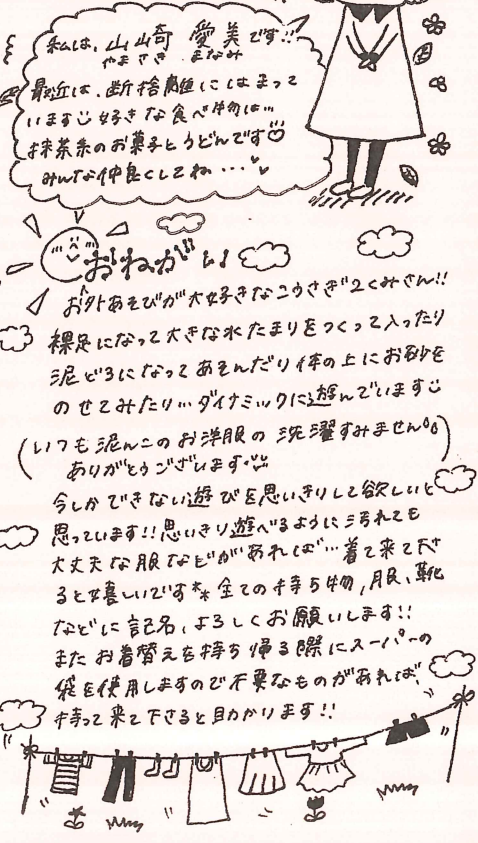 私は、山崎 愛美です!!
やまさき まなみ
最近は、断捨離にはまって
います 好きな食べ物は…
抹茶系のお菓子とうどんです♡
みんな仲良くしてね…
おねがい
お外あそびが大好きなこうさぎ2くみさん!!
裸足になって大きな水たまりをつくって入ったり
泥どろになってあそんだり体の上にお砂を
のせてみたり…ダイナミックに遊んでいます
(いつも泥んこのお洋服の洗濯すみません
ありがとうございます)
今しかできない遊びを思いきりして欲しいと
思っています!!思いきり遊べるように汚れても
大丈夫な服などがあれば…着て来て下さ
ると嬉しいです**全ての持ち物,服、靴
などに記名、よろしくお願いします!!
またお着替えを持ち帰る際にスーパーの
袋を使用しますので不要なものがあれば、
持って来て下さると助かります!!